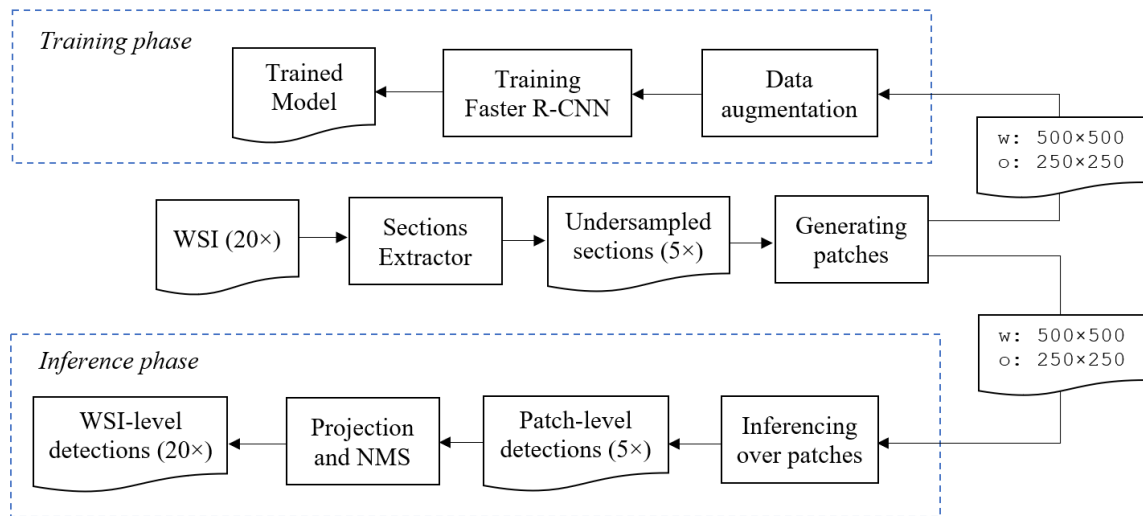 Training phase
Trained
Model
Training
Faster R-CNN
Data
augmentation
w: 500×500
o: 250×250
WSI (20×)
Sections
Extractor
Undersampled
sections (5×)
Generating
patches
w: 500×500
o: 250×250
Inference phase
WSI-level
detections (20×)
Projection
and NMS
Patch-level
detections (5×)
Inferencing
over patches